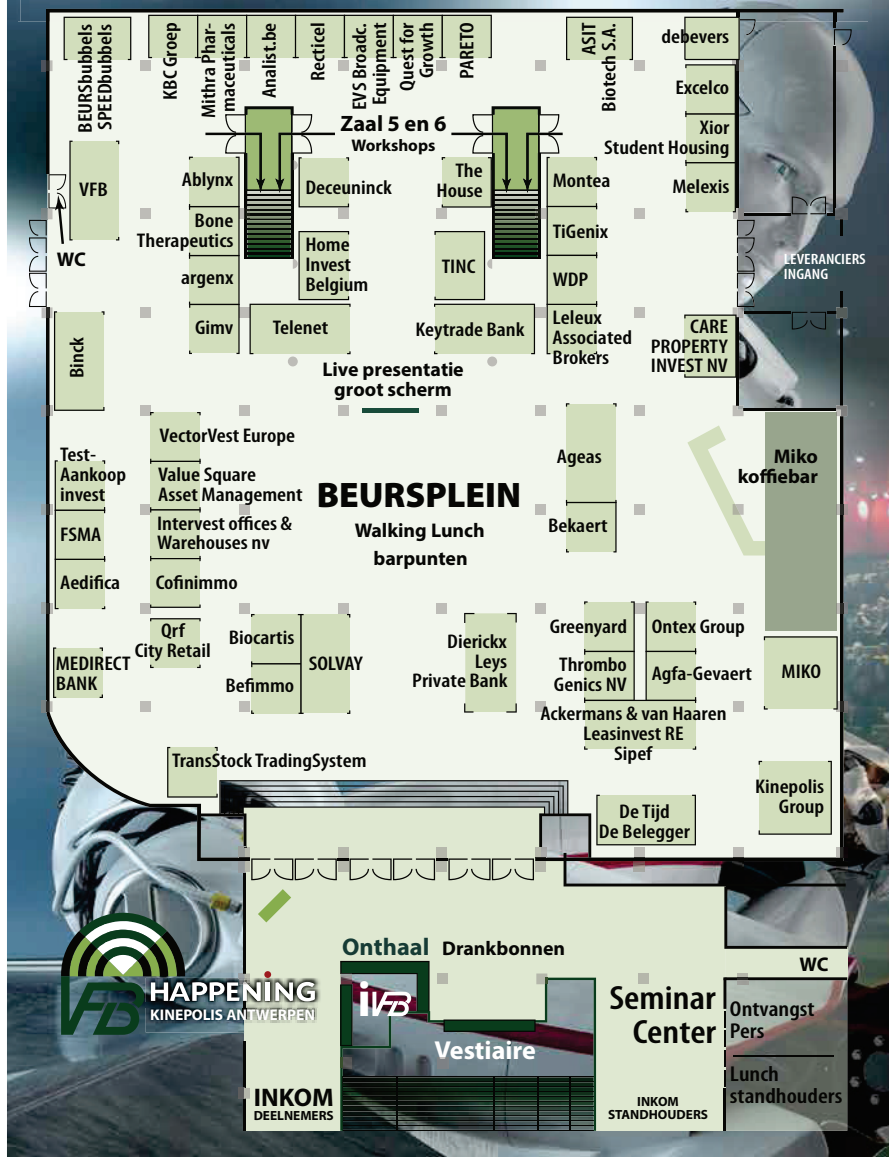 BEURSbubbels
SPEEDbubbels
KBC Groep
Mithra Phar-
maceuticals
Analist.be
Recticel
EVS Broadc.
Equipment
Quest for
Growth
PARETO
ASIT
Biotech S.A.
debevers
Excelco
Xior
Student Housing
Melexis
Zaal 5 en 6
Workshops
VFB
WC
Ablynx
Bone
Therapeutics
argenx
Gimv
Deceuninck
Home
Invest
Belgium
Telenet
The
House
TINC
Keytrade Bank
Montea
TiGenix
WDP
Leleux
Associated
Brokers
LEVERANCIERS
INGANG
CARE
PROPERTY
INVEST NV
Binck
Live presentatie
groot scherm
VectorVest Europe
Value Square
Asset Management
Intervest offices &
Warehouses nv
Cofinimmo
Test-
Aankoop
invest
FSMA
Aedifica
BEURSPLEIN
Walking Lunch
barpunten
Ageas
Bekaert
Miko
koffiebar
Qrf
City Retail
MEDIRECT
BANK
Biocartis
Befimmo
SOLVAY
Dierickx
Leys
Private Bank
Greenyard
Ontex Group
Thrombo
Genics NV
Agfa-Gevaert
Ackermans & van Haaren
Leasinvest RE
Sipef
MIKO
TransStock TradingSystem
De Tijd
De Belegger
Kinepolis
Group
VFB HAPPENING
KINEPOLIS ANTWERPEN
Onthaal
Drankbonnen
iVFB
Vestiaire
Seminar
Center
WC
Ontvangst
Pers
Lunch
standhouders
INKOM
DEELNEMERS
INKOM
STANDHOUDERS